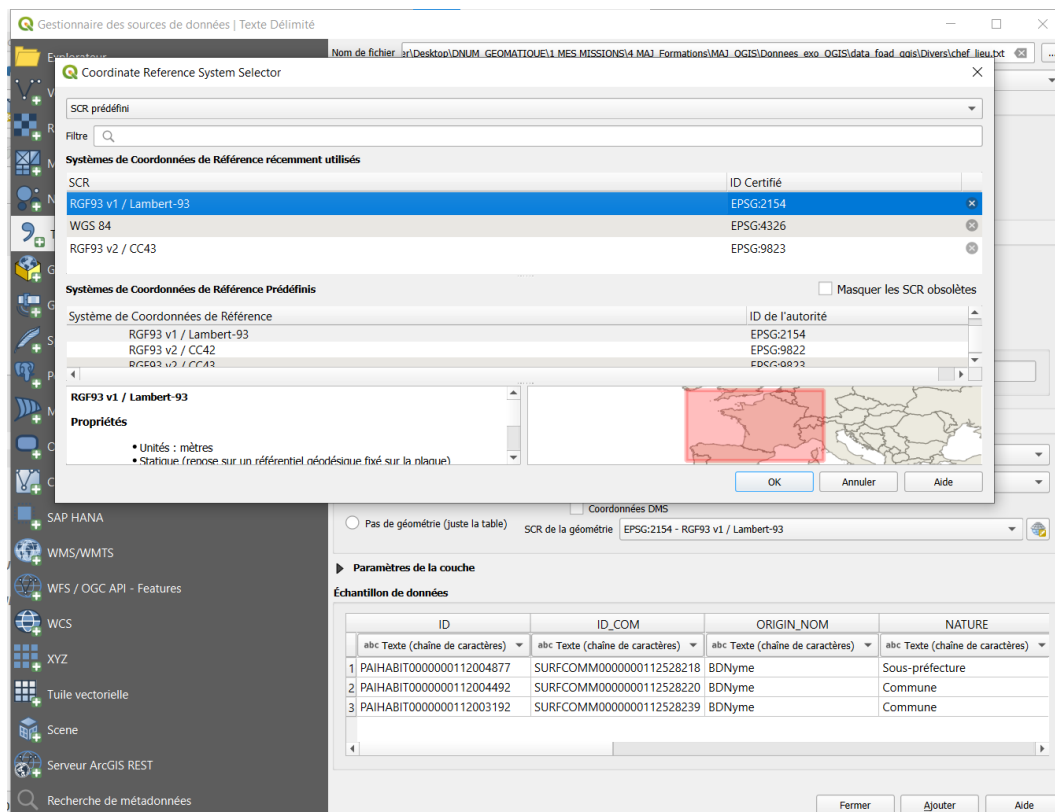 Gestionnaire des sources de données | Texte Délimité
Explorateur
Nom de fichier er\Desktop\DNUM_GEOMATIQUE\1 MES MISSIONS\4 MAJ_Formations\MAJ_QGIS\Donnees_exo_QGIS\data_foad_qgis\Divers\chef_lieu.txt
Coordinate Reference System Selector
SCR prédéfini
Filtre
Systèmes de Coordonnées de Référence récemment utilisés
SCR ID Certifié
RGF93 v1 / Lambert-93 EPSG:2154
WGS 84 EPSG:4326
RGF93 v2 / CC43 EPSG:9823
Systèmes de Coordonnées de Référence Prédéfinis Masquer les SCR obsolètes
Système de Coordonnées de Référence ID de l'autorité
RGF93 v1 / Lambert-93 EPSG:2154
RGF93 v2 / CC42 EPSG:9822
RGF93 v2 / CC43 EPSG:9823
RGF93 v1 / Lambert-93
Propriétés
• Unités : mètres
• Statique (repose sur un référentiel géodésique fixé sur la plaque)
OK Annuler Aide
Coordonnées DMS
Pas de géométrie (juste la table) SCR de la géométrie EPSG:2154 - RGF93 v1 / Lambert-93
SAP HANA
WMS/WMTS
WFS / OGC API - Features
WCS
XYZ
Tuile vectorielle
Scene
Serveur ArcGIS REST
Recherche de métadonnées
Paramètres de la couche
Échantillon de données
ID ID_COM ORIGIN_NOM NATURE
abc Texte (chaîne de caractères) abc Texte (chaîne de caractères) abc Texte (chaîne de caractères) abc Texte (chaîne de caractères)
1 PAIHABIT0000000112004877 SURFCOMM0000000112528218 BDNyme Sous-préfecture
2 PAIHABIT0000000112004492 SURFCOMM0000000112528220 BDNyme Commune
3 PAIHABIT0000000112003192 SURFCOMM0000000112528239 BDNyme Commune
Fermer Ajouter Aide